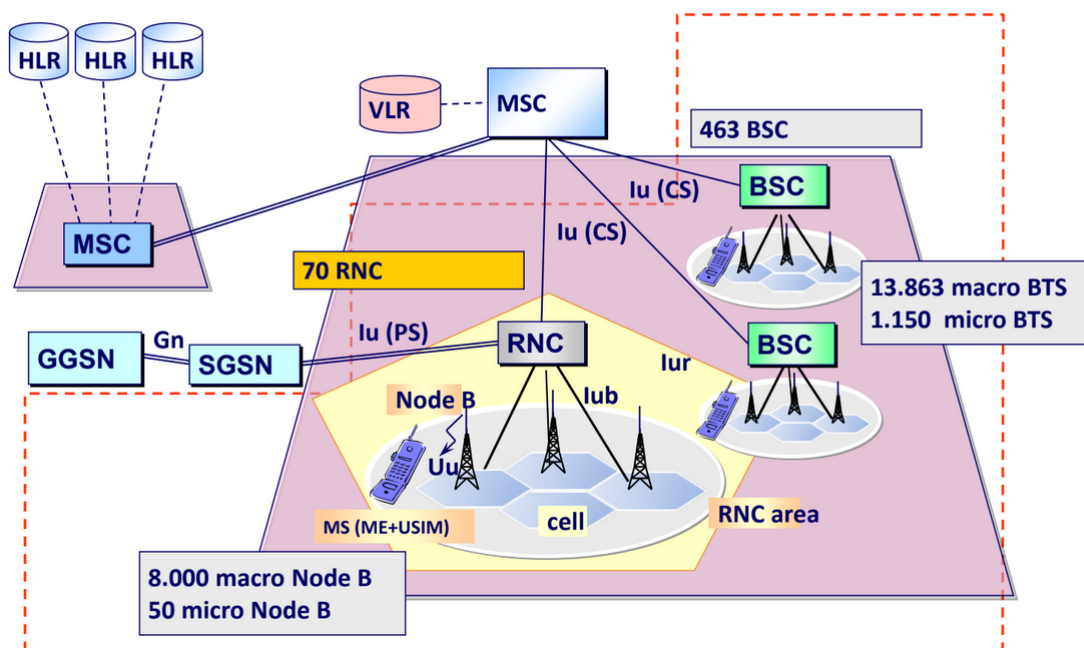 HLR
HLR
HLR
VLR
MSC
463 BSC
Iu (CS)
BSC
Iu (CS)
MSC
70 RNC
13.863 macro BTS
1.150 micro BTS
GGSN
Gn
SGSN
Iu (PS)
RNC
BSC
Iur
Node B
Iub
Uu
MS (ME+USIM)
cell
RNC area
8.000 macro Node B
50 micro Node B